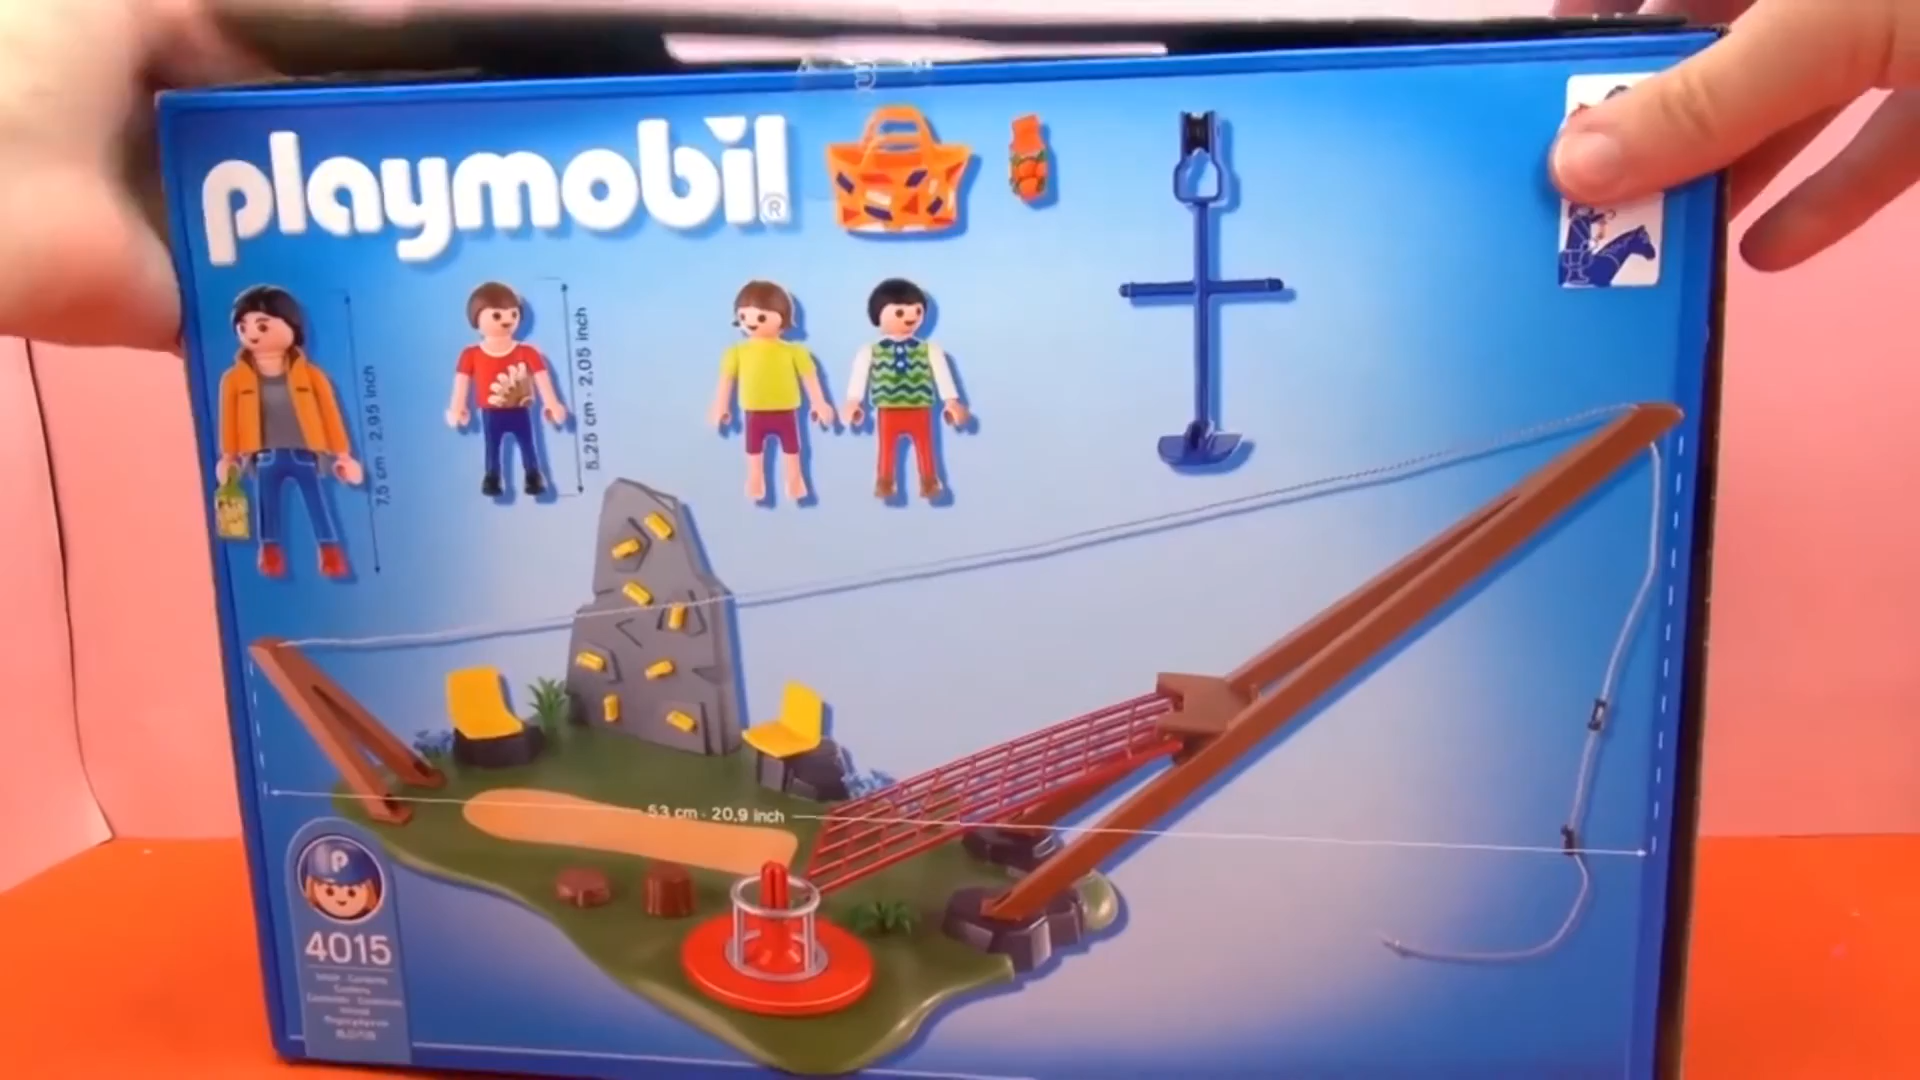 playmobil®
7,5 cm · 2.95 inch
5,25 cm · 2.05 inch
53 cm · 20,9 inch
P
4015